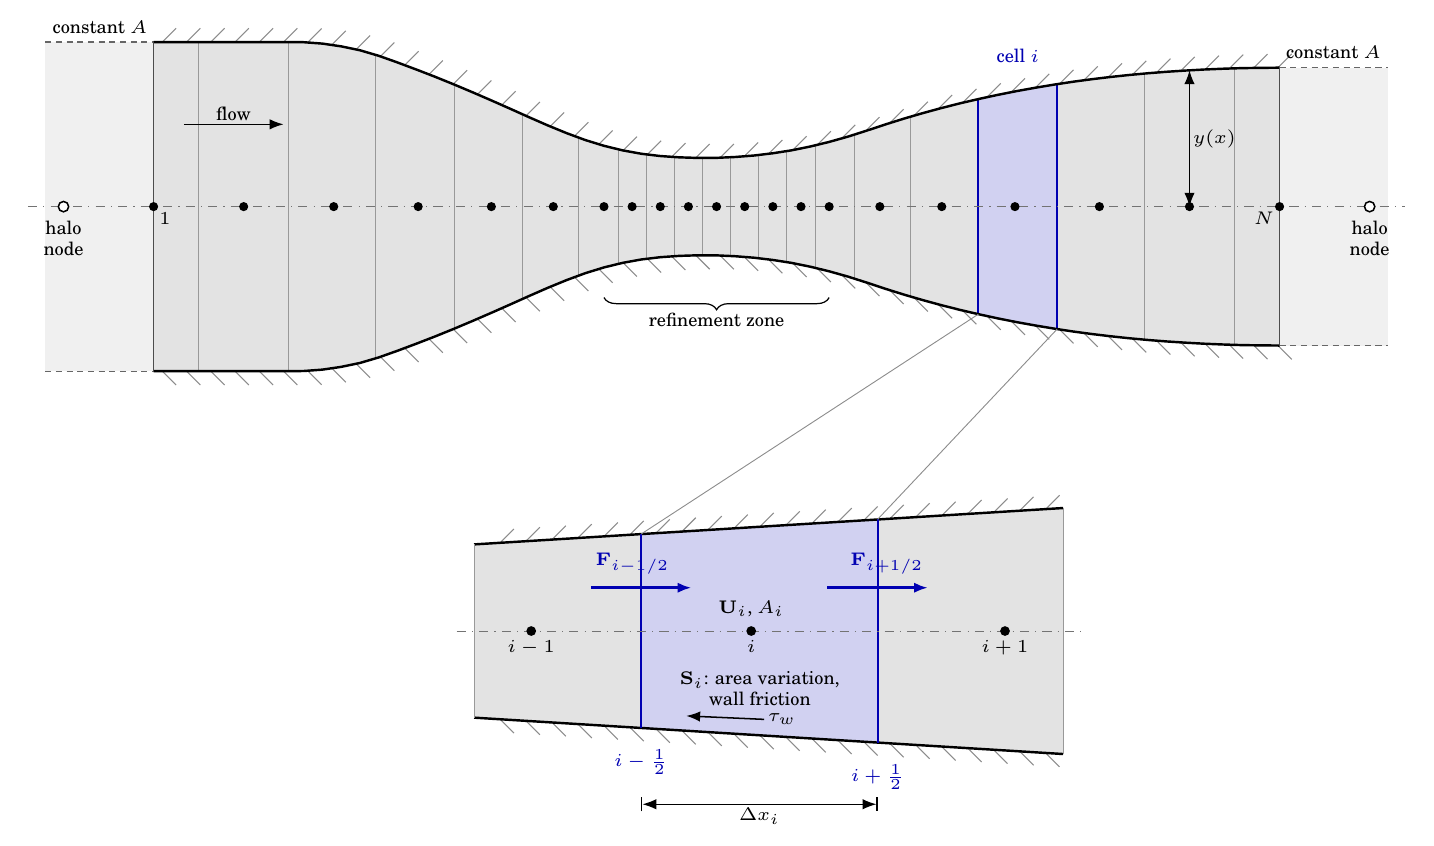 constant A
constant A
cell i
flow
y(x)
1
N
halo
node
halo
node
refinement zone
F_{i−1/2}
F_{i+1/2}
U_i, A_i
i − 1
i
i + 1
S_i: area variation,
wall friction
τ_w
i − 1/2
i + 1/2
Δx_i